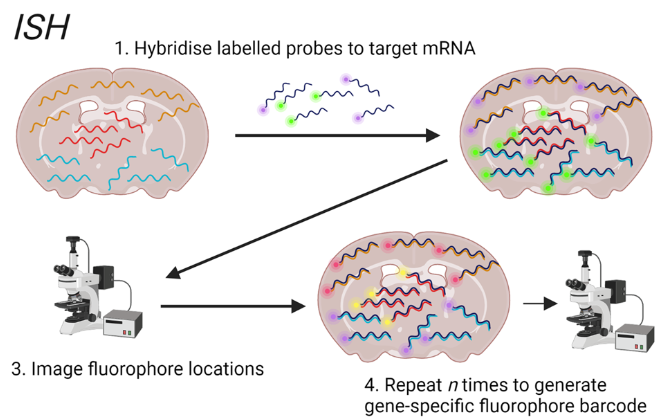 ISH
1. Hybridise labelled probes to target mRNA
3. Image fluorophore locations
4. Repeat n times to generate
gene-specific fluorophore barcode